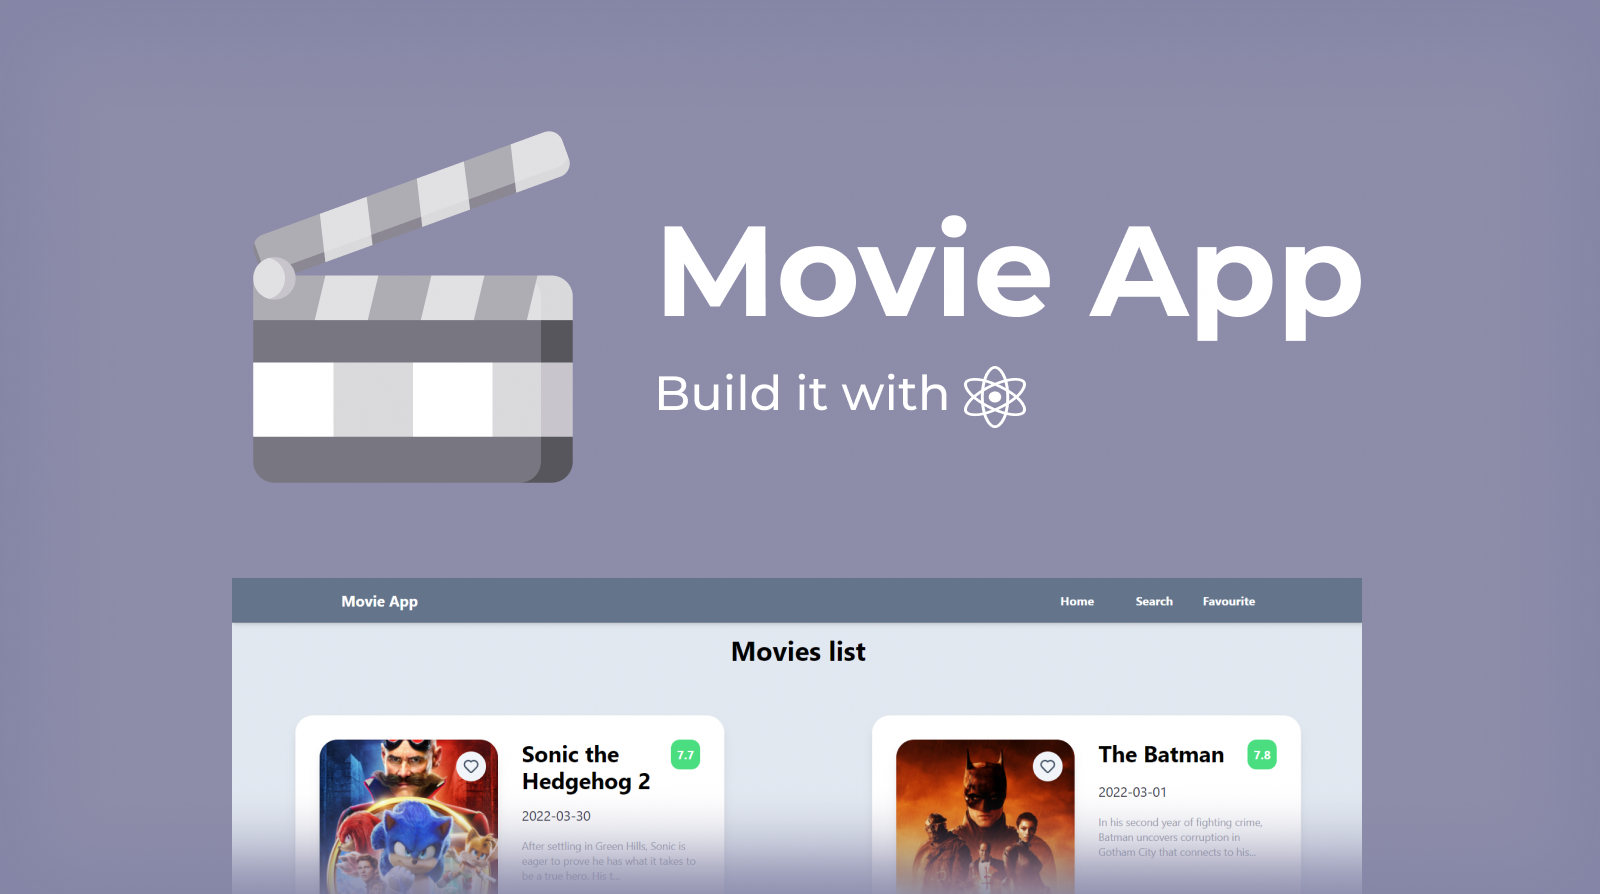 Movie App
Build it with
Movie App
Home
Search
Favourite
Movies list
Sonic the
Hedgehog 2
7.7
2022-03-30
After settling in Green Hills, Sonic is
eager to prove he has what it takes to
be a true hero. His t...
The Batman
7.8
2022-03-01
In his second year of fighting crime,
Batman uncovers corruption in
Gotham City that connects to his...